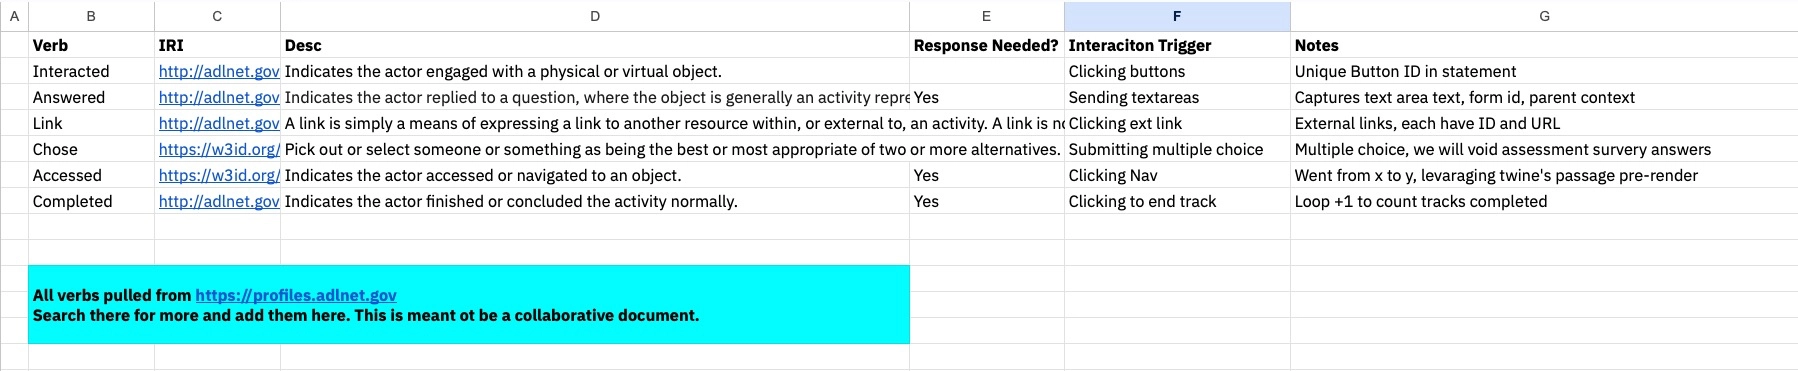 A B C D E F G
Verb IRI Desc Response Needed? Interaciton Trigger Notes
Interacted http://adlnet.gov Indicates the actor engaged with a physical or virtual object. Clicking buttons Unique Button ID in statement
Answered http://adlnet.gov Indicates the actor replied to a question, where the object is generally an activity repre Yes Sending textareas Captures text area text, form id, parent context
Link http://adlnet.gov A link is simply a means of expressing a link to another resource within, or external to, an activity. A link is no Clicking ext link External links, each have ID and URL
Chose https://w3id.org/ Pick out or select someone or something as being the best or most appropriate of two or more alternatives. Submitting multiple choice Multiple choice, we will void assessment survery answers
Accessed https://w3id.org/ Indicates the actor accessed or navigated to an object. Yes Clicking Nav Went from x to y, levaraging twine's passage pre-render
Completed http://adlnet.gov Indicates the actor finished or concluded the activity normally. Yes Clicking to end track Loop +1 to count tracks completed
All verbs pulled from https://profiles.adlnet.gov
Search there for more and add them here. This is meant ot be a collaborative document.